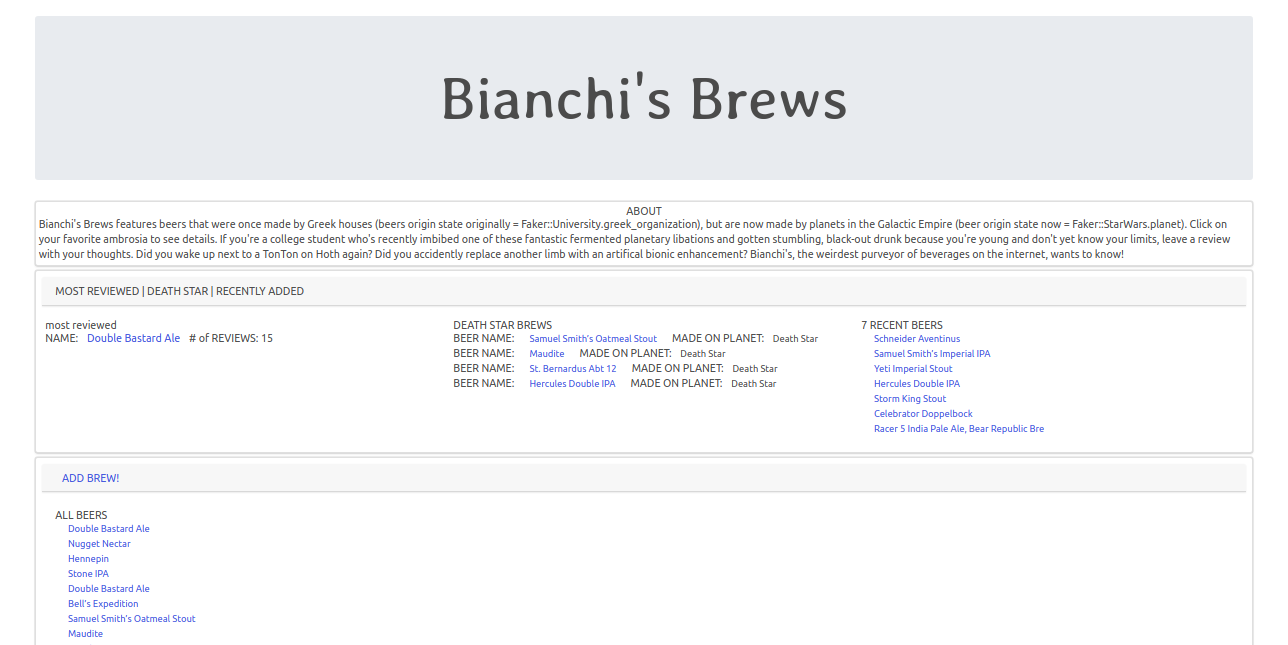 Bianchi's Brews
ABOUT
Bianchi's Brews features beers that were once made by Greek houses (beers origin state originally = Faker::University.greek_organization), but are now made by planets in the Galactic Empire (beer origin state now = Faker::StarWars.planet). Click on
your favorite ambrosia to see details. If you're a college student who's recently imbibed one of these fantastic fermented planetary libations and gotten stumbling, black-out drunk because you're young and don't yet know your limits, leave a review
with your thoughts. Did you wake up next to a TonTon on Hoth again? Did you accidently replace another limb with an artifical bionic enhancement? Bianchi's, the weirdest purveyor of beverages on the internet, wants to know!
MOST REVIEWED | DEATH STAR | RECENTLY ADDED
most reviewed
NAME: Double Bastard Ale # of REVIEWS: 15
DEATH STAR BREWS
BEER NAME: Samuel Smith's Oatmeal Stout MADE ON PLANET: Death Star
BEER NAME: Maudite MADE ON PLANET: Death Star
BEER NAME: St. Bernardus Abt 12 MADE ON PLANET: Death Star
BEER NAME: Hercules Double IPA MADE ON PLANET: Death Star
7 RECENT BEERS
Schneider Aventinus
Samuel Smith's Imperial IPA
Yeti Imperial Stout
Hercules Double IPA
Storm King Stout
Celebrator Doppelbock
Racer 5 India Pale Ale, Bear Republic Bre
ADD BREW!
ALL BEERS
Double Bastard Ale
Nugget Nectar
Hennepin
Stone IPA
Double Bastard Ale
Bell's Expedition
Samuel Smith's Oatmeal Stout
Maudite